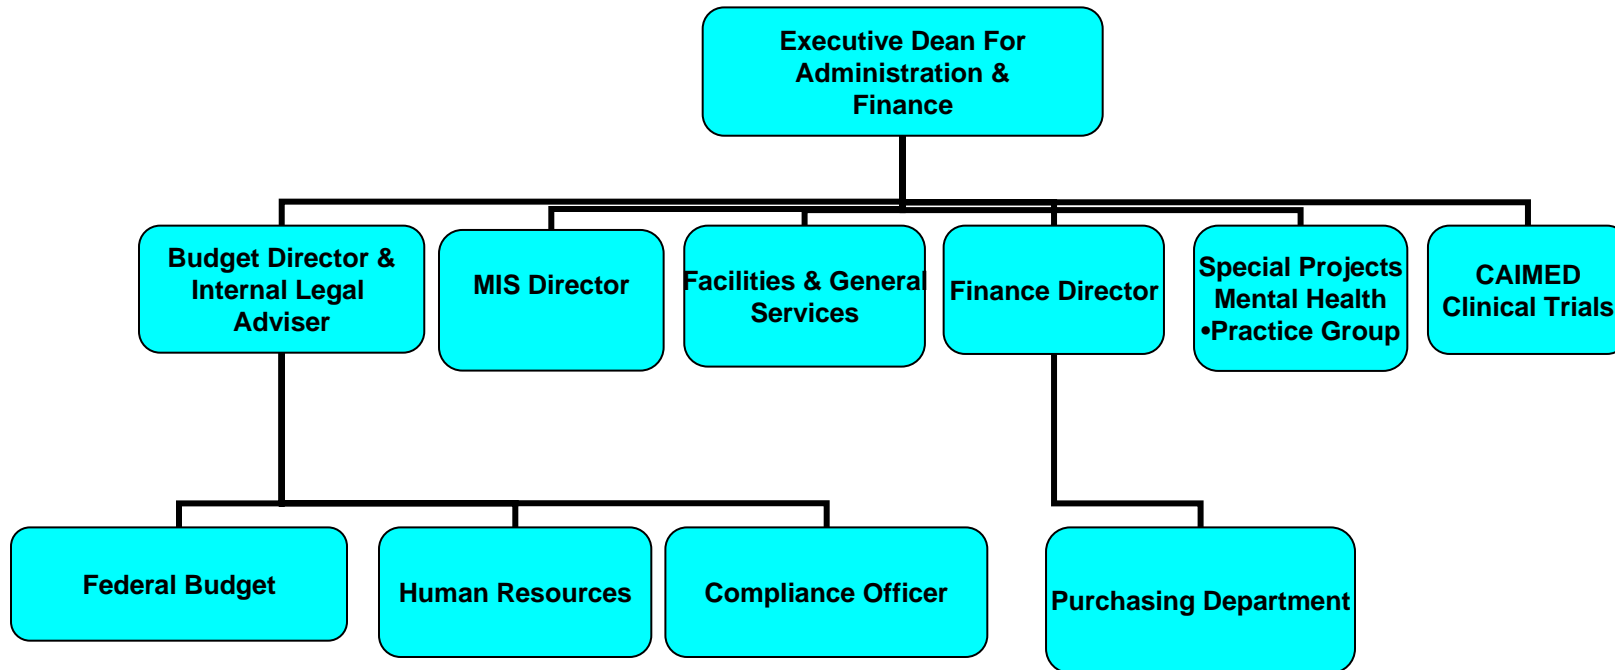 Executive Dean For
Administration &
Finance
Budget Director &
Internal Legal
Adviser
MIS Director
Facilities & General
Services
Finance Director
Special Projects
Mental Health
•Practice Group
CAIMED
Clinical Trials
Federal Budget
Human Resources
Compliance Officer
Purchasing Department